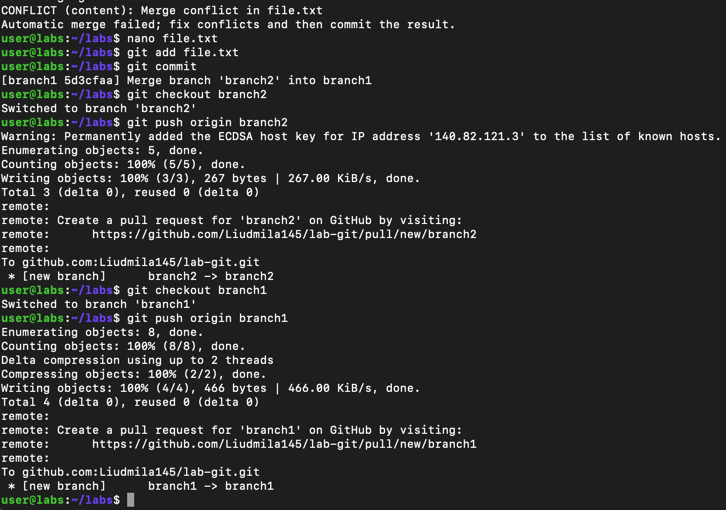 CONFLICT (content): Merge conflict in file.txt
Automatic merge failed; fix conflicts and then commit the result.
user@labs:~/labs$ nano file.txt
user@labs:~/labs$ git add file.txt
user@labs:~/labs$ git commit
[branch1 5d3cfaa] Merge branch 'branch2' into branch1
user@labs:~/labs$ git checkout branch2
Switched to branch 'branch2'
user@labs:~/labs$ git push origin branch2
Warning: Permanently added the ECDSA host key for IP address '140.82.121.3' to the list of known hosts.
Enumerating objects: 5, done.
Counting objects: 100% (5/5), done.
Writing objects: 100% (3/3), 267 bytes | 267.00 KiB/s, done.
Total 3 (delta 0), reused 0 (delta 0)
remote:
remote: Create a pull request for 'branch2' on GitHub by visiting:
remote:      https://github.com/Liudmila145/lab-git/pull/new/branch2
remote:
To github.com:Liudmila145/lab-git.git
 * [new branch]      branch2 -> branch2
user@labs:~/labs$ git checkout branch1
Switched to branch 'branch1'
user@labs:~/labs$ git push origin branch1
Enumerating objects: 8, done.
Counting objects: 100% (8/8), done.
Delta compression using up to 2 threads
Compressing objects: 100% (2/2), done.
Writing objects: 100% (4/4), 466 bytes | 466.00 KiB/s, done.
Total 4 (delta 0), reused 0 (delta 0)
remote:
remote: Create a pull request for 'branch1' on GitHub by visiting:
remote:      https://github.com/Liudmila145/lab-git/pull/new/branch1
remote:
To github.com:Liudmila145/lab-git.git
 * [new branch]      branch1 -> branch1
user@labs:~/labs$